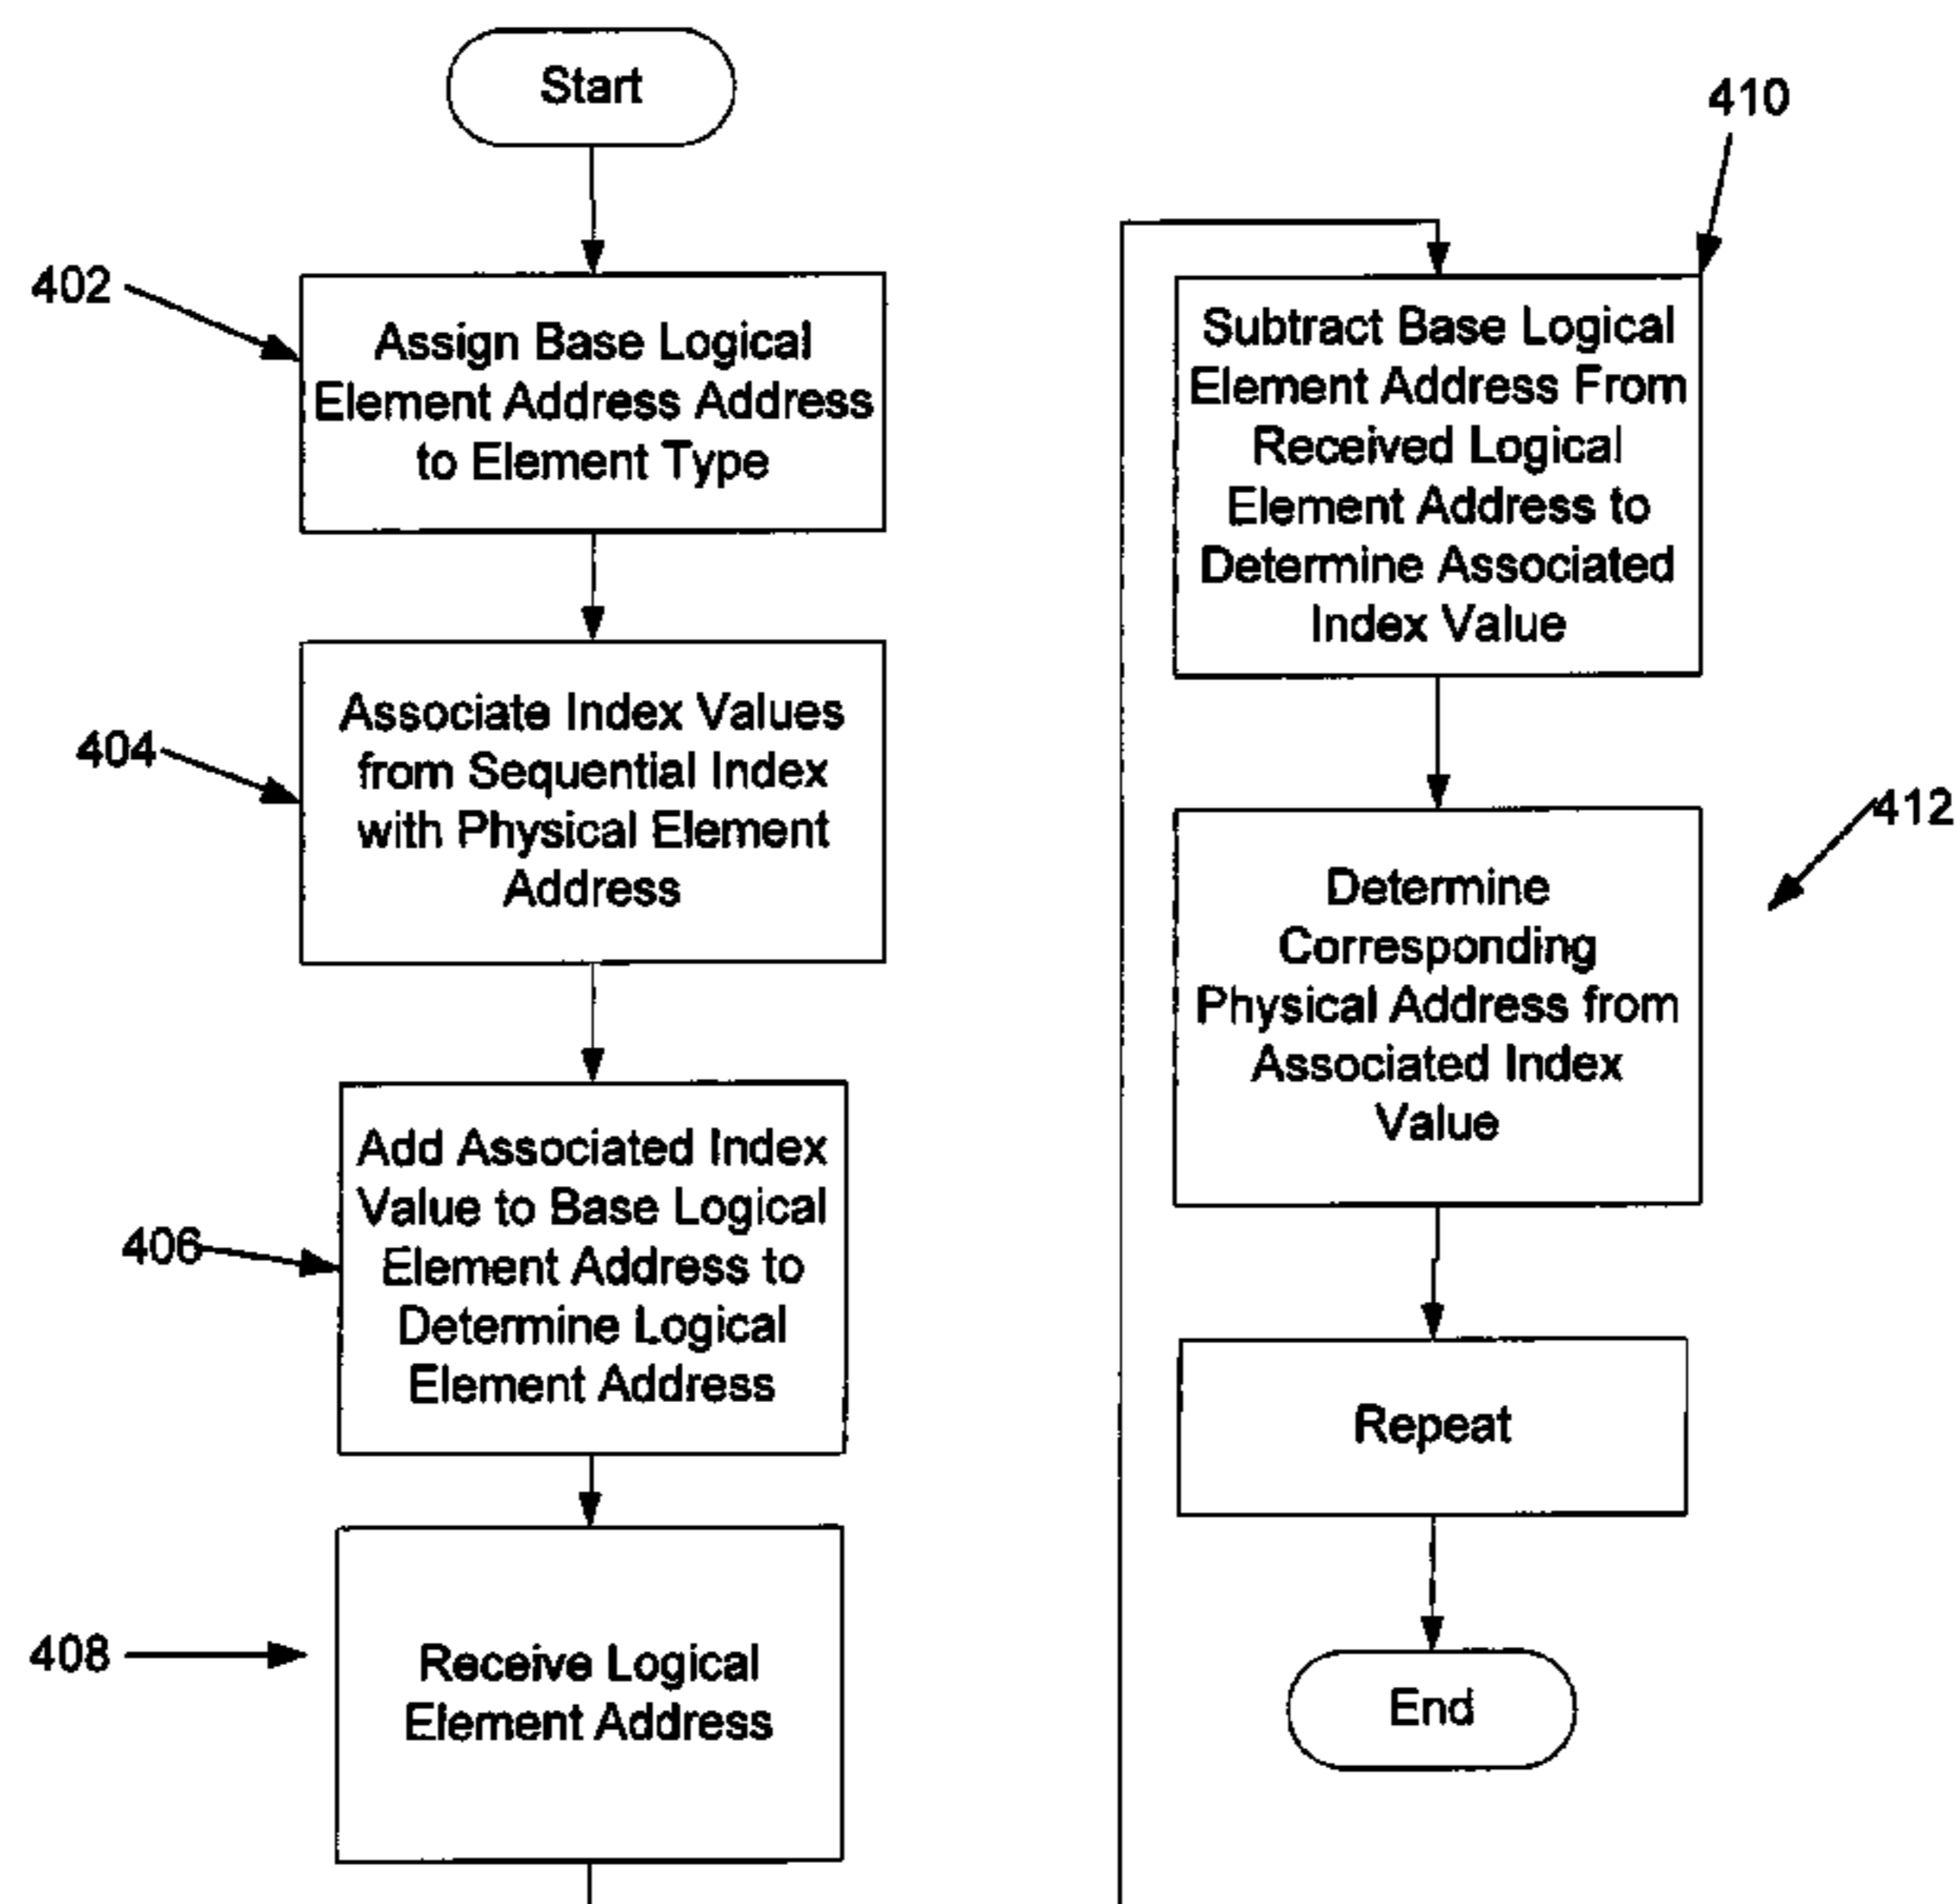 Start
402
Assign Base Logical
Element Address Address
to Element Type
404
Associate Index Values
from Sequential Index
with Physical Element
Address
406
Add Associated Index
Value to Base Logical
Element Address to
Determine Logical
Element Address
408
Receive Logical
Element Address
410
Subtract Base Logical
Element Address From
Received Logical
Element Address to
Determine Associated
Index Value
412
Determine
Corresponding
Physical Address from
Associated Index
Value
Repeat
End